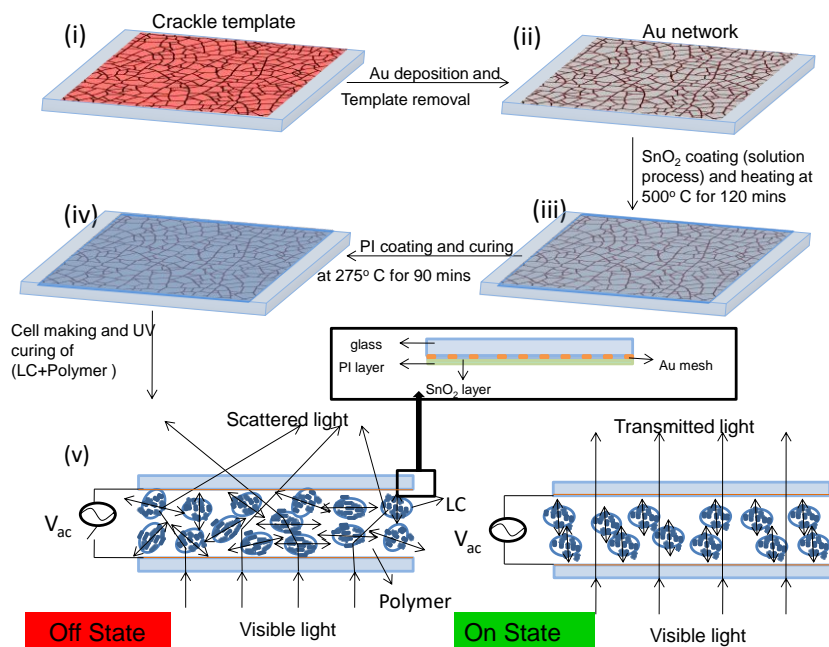 (i)
Crackle template
(ii)
Au network
Au deposition and
Template removal
SnO₂ coating (solution
process) and heating at
500° C for 120 mins
(iv)
(iii)
PI coating and curing
at 275° C for 90 mins
Cell making and UV
curing of
(LC+Polymer )
glass
PI layer
SnO₂ layer
Au mesh
Scattered light
Transmitted light
(v)
LC
Vac
Vac
Polymer
Off State
Visible light
On State
Visible light